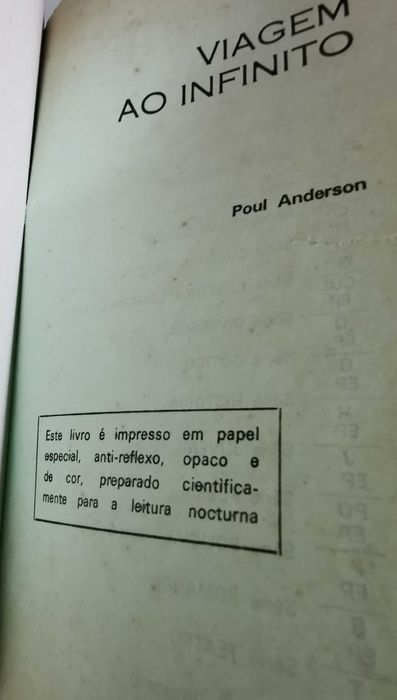 VIAGEM
AO INFINITO
Poul Anderson
Este livro é impresso em papel
especial, anti-reflexo, opaco e
de cor, preparado cientifica-
mente para a leitura nocturna